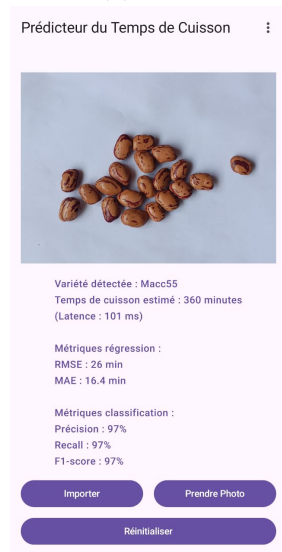 Prédicteur du Temps de Cuisson
Variété détectée : Macc55
Temps de cuisson estimé : 360 minutes
(Latence : 101 ms)
Métriques régression :
RMSE : 26 min
MAE : 16.4 min
Métriques classification :
Précision : 97%
Recall : 97%
F1-score : 97%
Importer
Prendre Photo
Réinitialiser